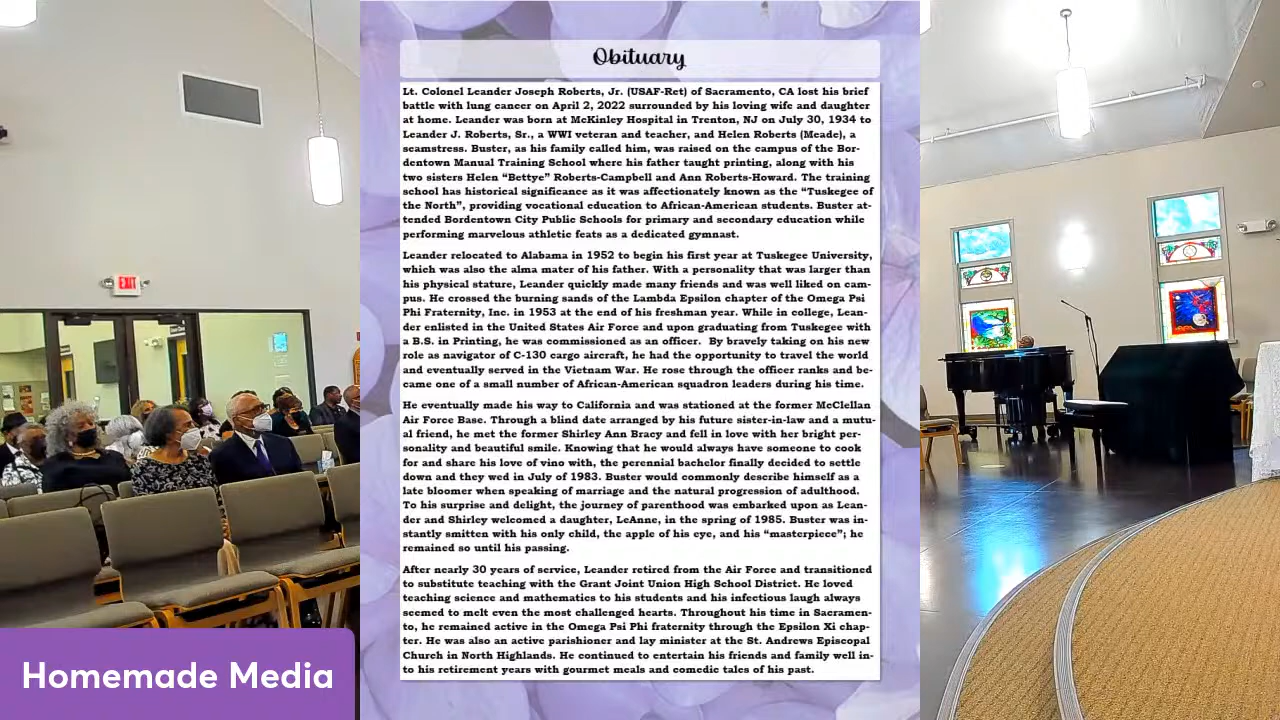 EXIT
Homemade Media
Obituary
Lt. Colonel Leander Joseph Roberts, Jr. (USAF-Ret) of Sacramento, CA lost his brief
battle with lung cancer on April 2, 2022 surrounded by his loving wife and daughter
at home. Leander was born at McKinley Hospital in Trenton, NJ on July 30, 1934 to
Leander J. Roberts, Sr., a WWI veteran and teacher, and Helen Roberts (Meade), a
seamstress. Buster, as his family called him, was raised on the campus of the Bor-
dentown Manual Training School where his father taught printing, along with his
two sisters Helen “Bettye” Roberts-Campbell and Ann Roberts-Howard. The training
school has historical significance as it was affectionately known as the “Tuskegee of
the North”, providing vocational education to African-American students. Buster at-
tended Bordentown City Public Schools for primary and secondary education while
performing marvelous athletic feats as a dedicated gymnast.
Leander relocated to Alabama in 1952 to begin his first year at Tuskegee University,
which was also the alma mater of his father. With a personality that was larger than
his physical stature, Leander quickly made many friends and was well liked on cam-
pus. He crossed the burning sands of the Lambda Epsilon chapter of the Omega Psi
Phi Fraternity, Inc. in 1953 at the end of his freshman year. While in college, Lean-
der enlisted in the United States Air Force and upon graduating from Tuskegee with
a B.S. in Printing, he was commissioned as an officer. By bravely taking on his new
role as navigator of C-130 cargo aircraft, he had the opportunity to travel the world
and eventually served in the Vietnam War. He rose through the officer ranks and be-
came one of a small number of African-American squadron leaders during his time.
He eventually made his way to California and was stationed at the former McClellan
Air Force Base. Through a blind date arranged by his future sister-in-law and a mutu-
al friend, he met the former Shirley Ann Bracy and fell in love with her bright per-
sonality and beautiful smile. Knowing that he would always have someone to cook
for and share his love of vino with, the perennial bachelor finally decided to settle
down and they wed in July of 1983. Buster would commonly describe himself as a
late bloomer when speaking of marriage and the natural progression of adulthood.
To his surprise and delight, the journey of parenthood was embarked upon as Lean-
der and Shirley welcomed a daughter, LeAnne, in the spring of 1985. Buster was in-
stantly smitten with his only child, the apple of his eye, and his “masterpiece”; he
remained so until his passing.
After nearly 30 years of service, Leander retired from the Air Force and transitioned
to substitute teaching with the Grant Joint Union High School District. He loved
teaching science and mathematics to his students and his infectious laugh always
seemed to melt even the most challenged hearts. Throughout his time in Sacramen-
to, he remained active in the Omega Psi Phi fraternity through the Epsilon Xi chap-
ter. He was also an active parishioner and lay minister at the St. Andrews Episcopal
Church in North Highlands. He continued to entertain his friends and family well in-
to his retirement years with gourmet meals and comedic tales of his past.